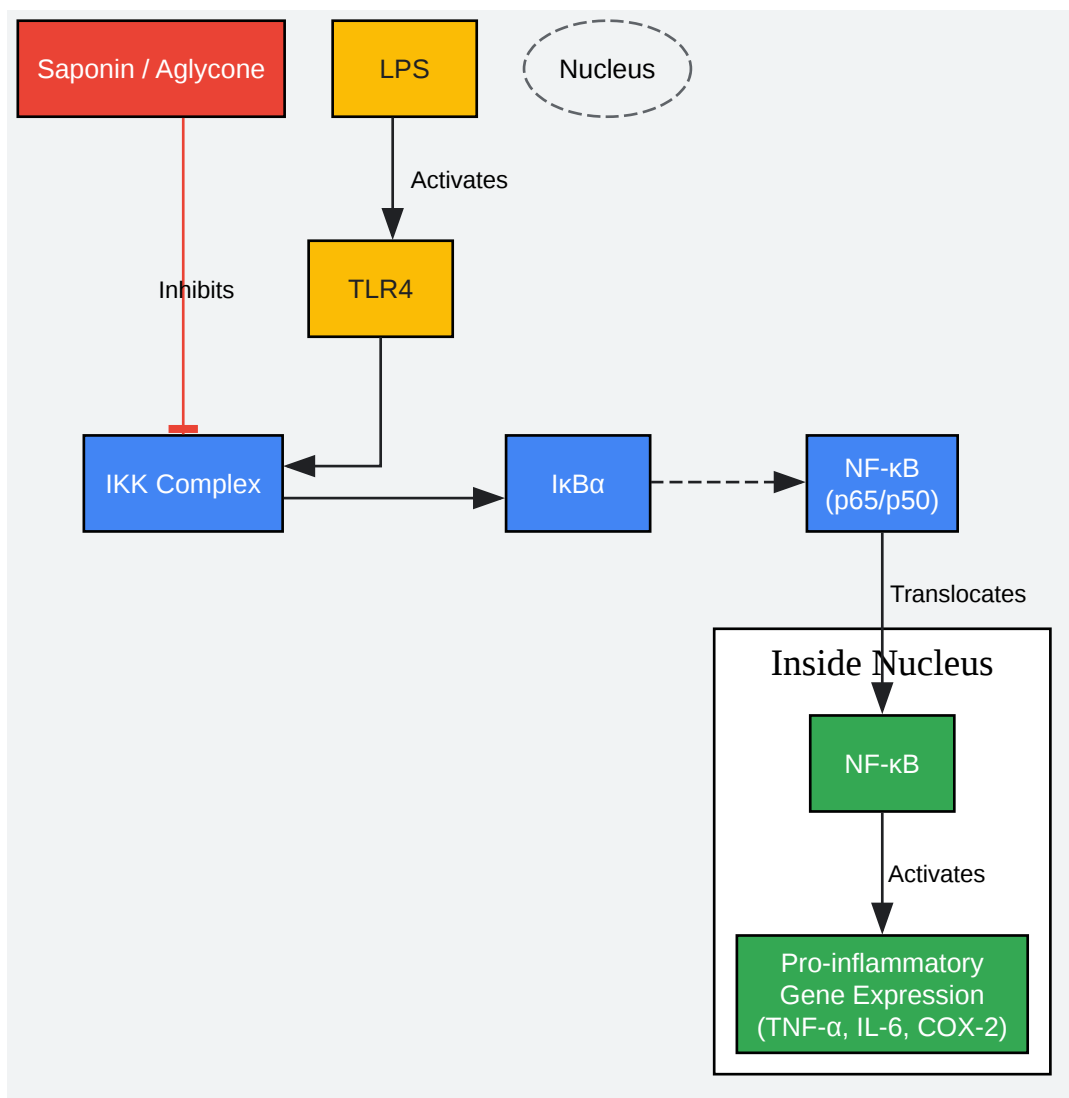 Saponin / Aglycone
LPS
Nucleus
Activates
Inhibits
TLR4
IKK Complex
IκBα
NF-κB
(p65/p50)
Translocates
Inside Nucleus
NF-κB
Activates
Pro-inflammatory
Gene Expression
(TNF-α, IL-6, COX-2)